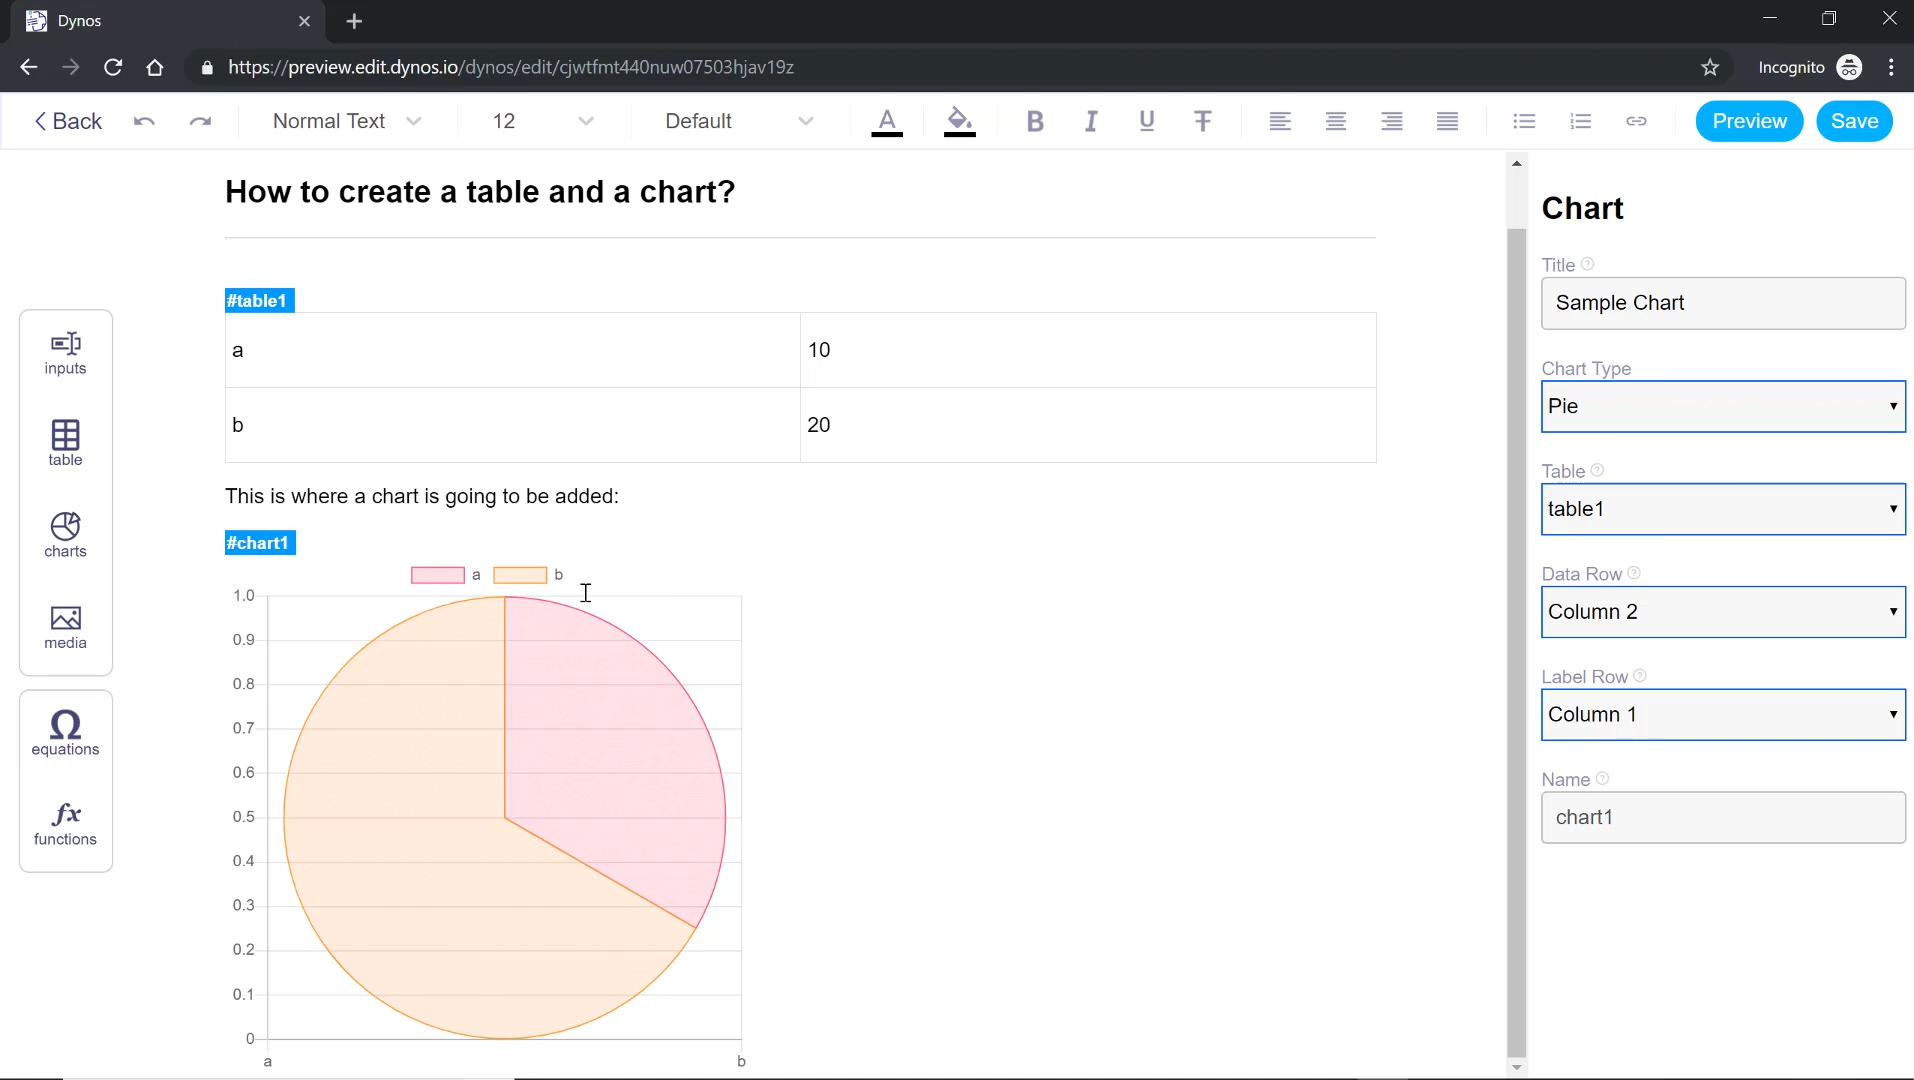 Dynos
https://preview.edit.dynos.io/dynos/edit/cjwtfmt440nuw07503hjav19z
Incognito
Back
Normal Text
12
Default
A
B
I
U
T
Preview
Save
How to create a table and a chart?
#table1
a
10
b
20
This is where a chart is going to be added:
#chart1
a
b
1.0
0.9
0.8
0.7
0.6
0.5
0.4
0.3
0.2
0.1
0
a
b
inputs
table
charts
media
Ω
equations
fx
functions
Chart
Title
Sample Chart
Chart Type
Pie
Table
table1
Data Row
Column 2
Label Row
Column 1
Name
chart1